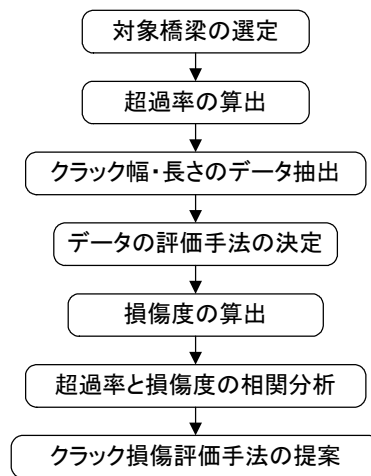 対象橋梁の選定
超過率の算出
クラック幅・長さのデータ抽出
データの評価手法の決定
損傷度の算出
超過率と損傷度の相関分析
クラック損傷評価手法の提案